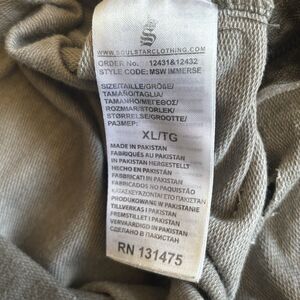 S
WWW.SOULSTARCLOTHING.COM
ORDER No. 12431&12432
STYLE CODE: MSW IMMERSE
SIZE/TAILLE/GRÖßE/
TAMAÑO/TAGLIA/
TAMANHO/ΜΕΓΕΘΟΣ/
ROZMIAR/STORLEK/
STØRRELSE/GROOTTE/
РАЗМЕР:
XL/TG
MADE IN PAKISTAN
FABRIQUÉS AU PAKISTAN
IN PAKISTAN HERGESTELLT
HECHO EN PAKISTAN
FABBRICATI IN PAKISTAN
FABRICADOS NO PAQUISTÃO
ΚΑΤΑΣΚΕΥΑΖΟΝΤΑΙ ΣΤΟ ΠΑΚΙΣΤΑΝ
PRODUKOWANE W PAKISTANIE
TILLVERKAS I PAKISTAN
FREMSTILLET I PAKISTAN
VERVAARDIGD IN PAKISTAN
СДЕЛАНО В ПАКИСТАН
RN 131475